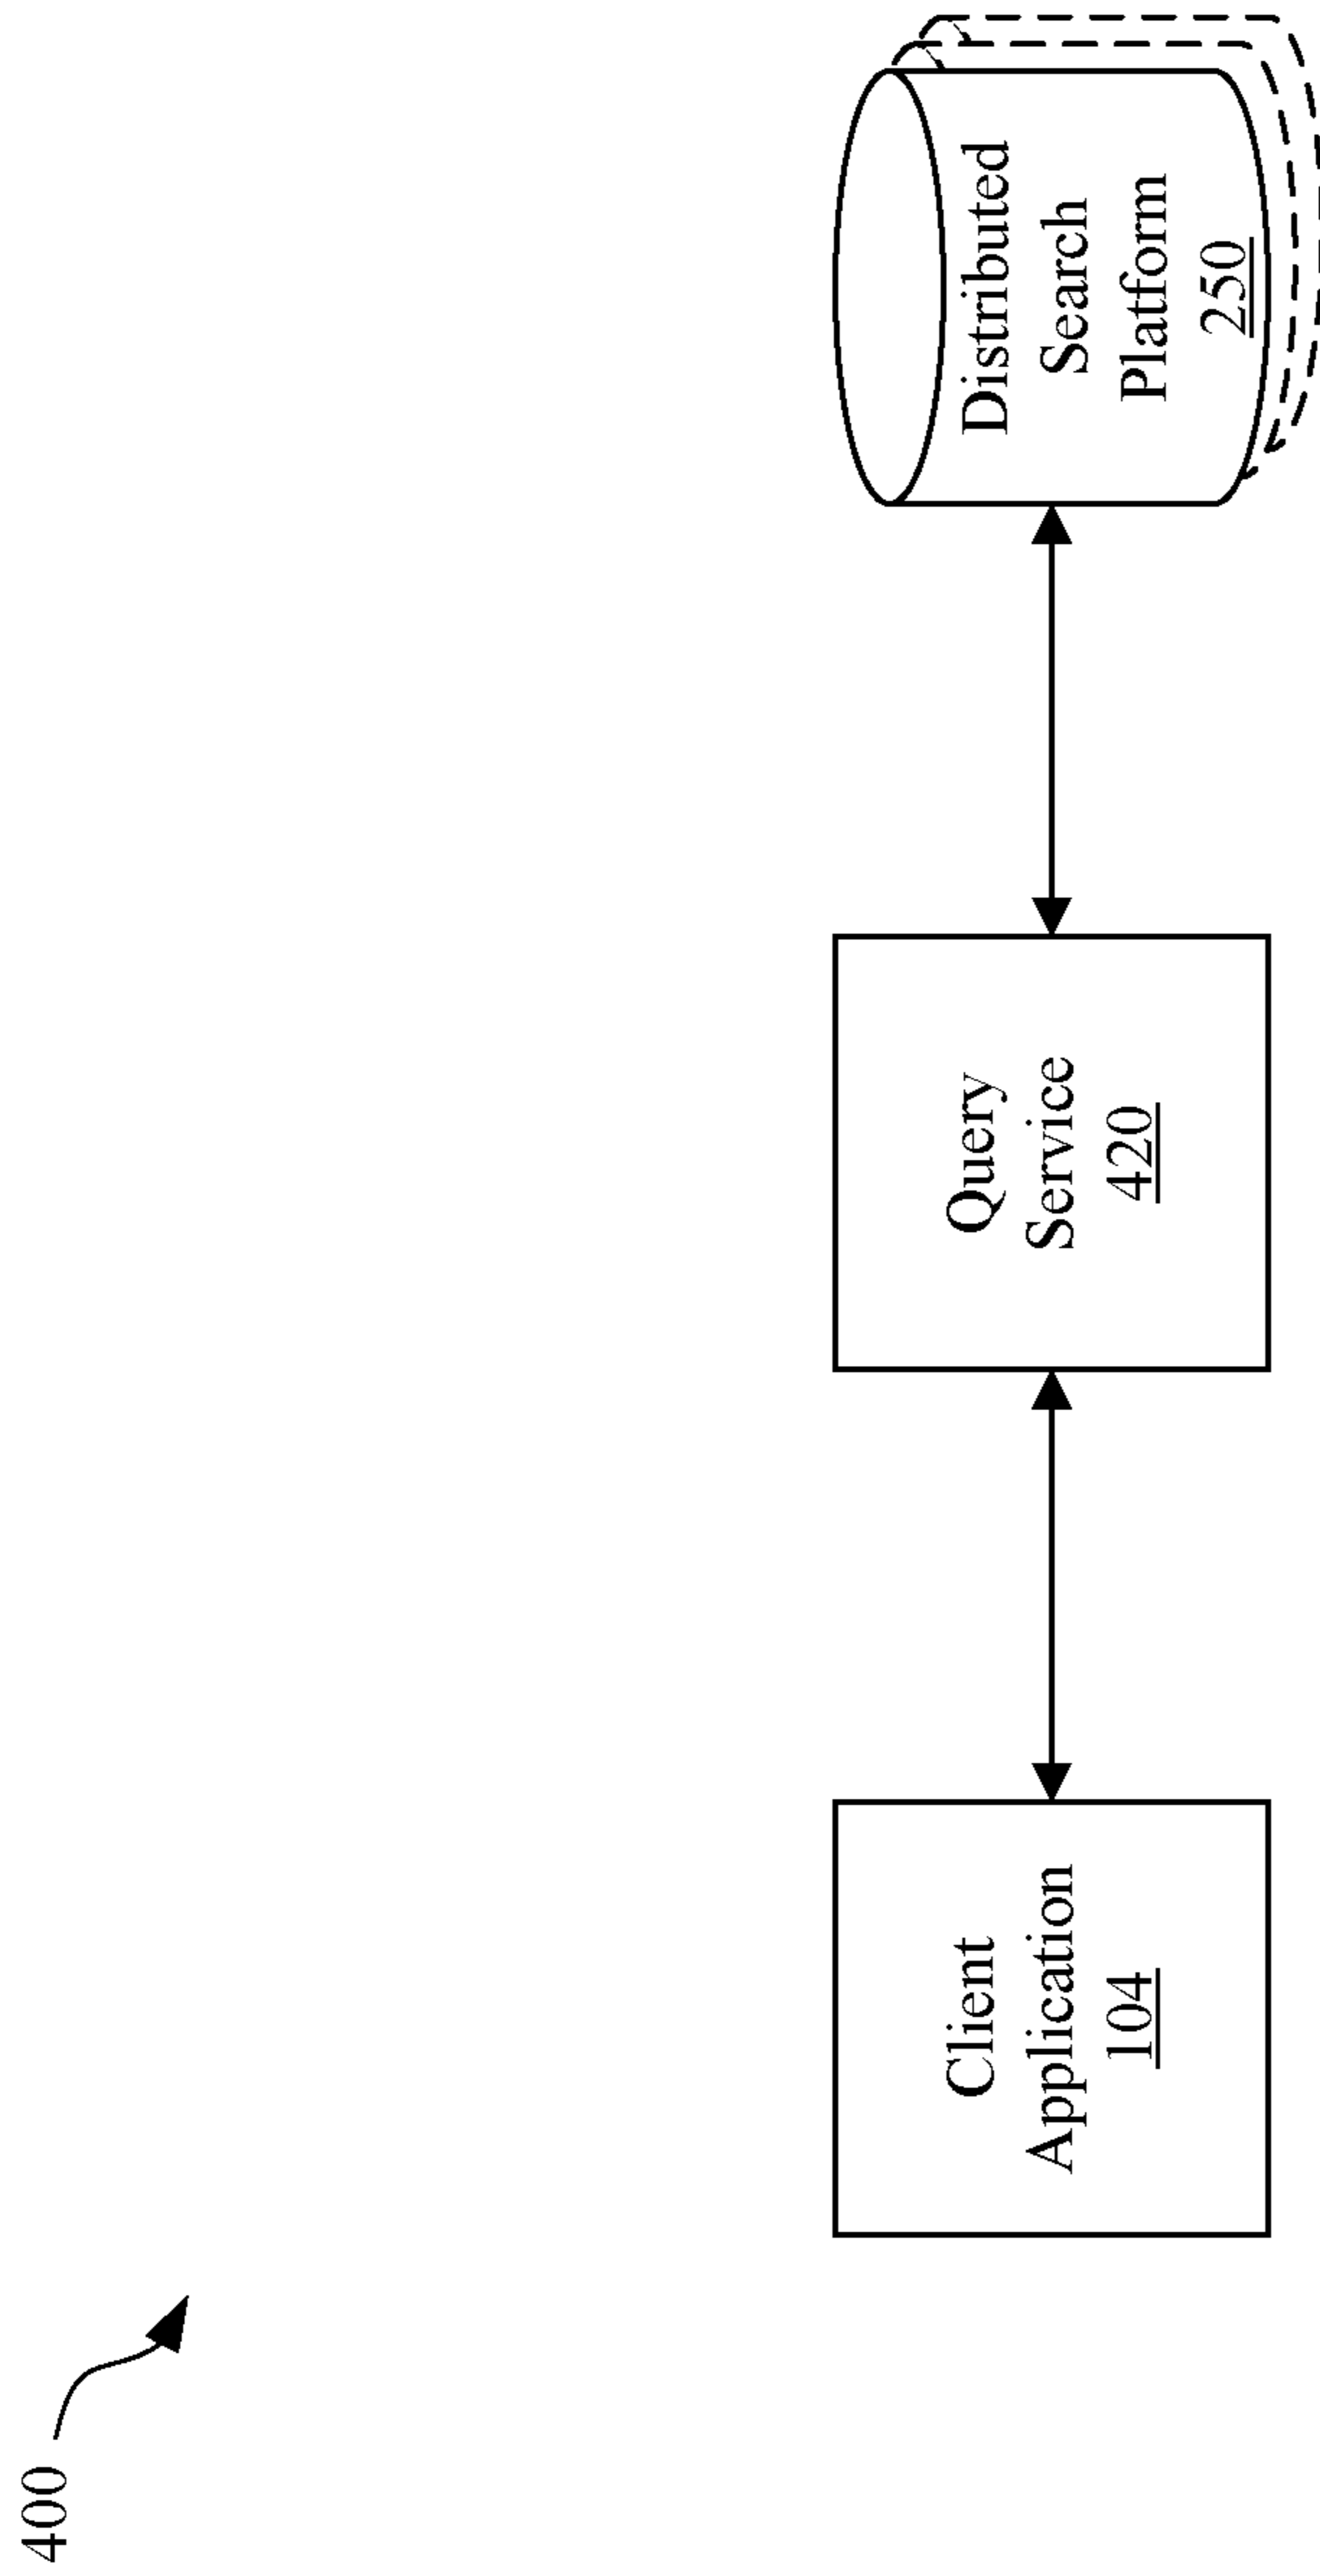 400
Client
Application
104
Query
Service
420
Distributed
Search
Platform
250